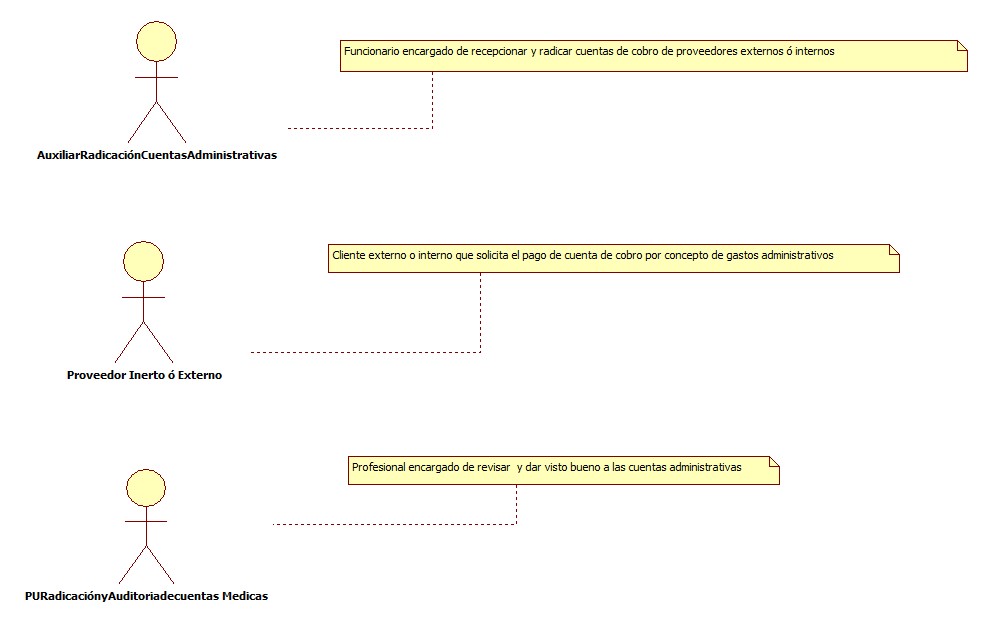 Funcionario encargado de recepcionar y radicar cuentas de cobro de proveedores externos ó internos
AuxiliarRadicaciónCuentasAdministrativas
Cliente externo o interno que solicita el pago de cuenta de cobro por concepto de gastos administrativos
Proveedor Inerto ó Externo
Profesional encargado de revisar  y dar visto bueno a las cuentas administrativas
PURadicaciónyAuditoriadecuentas Medicas